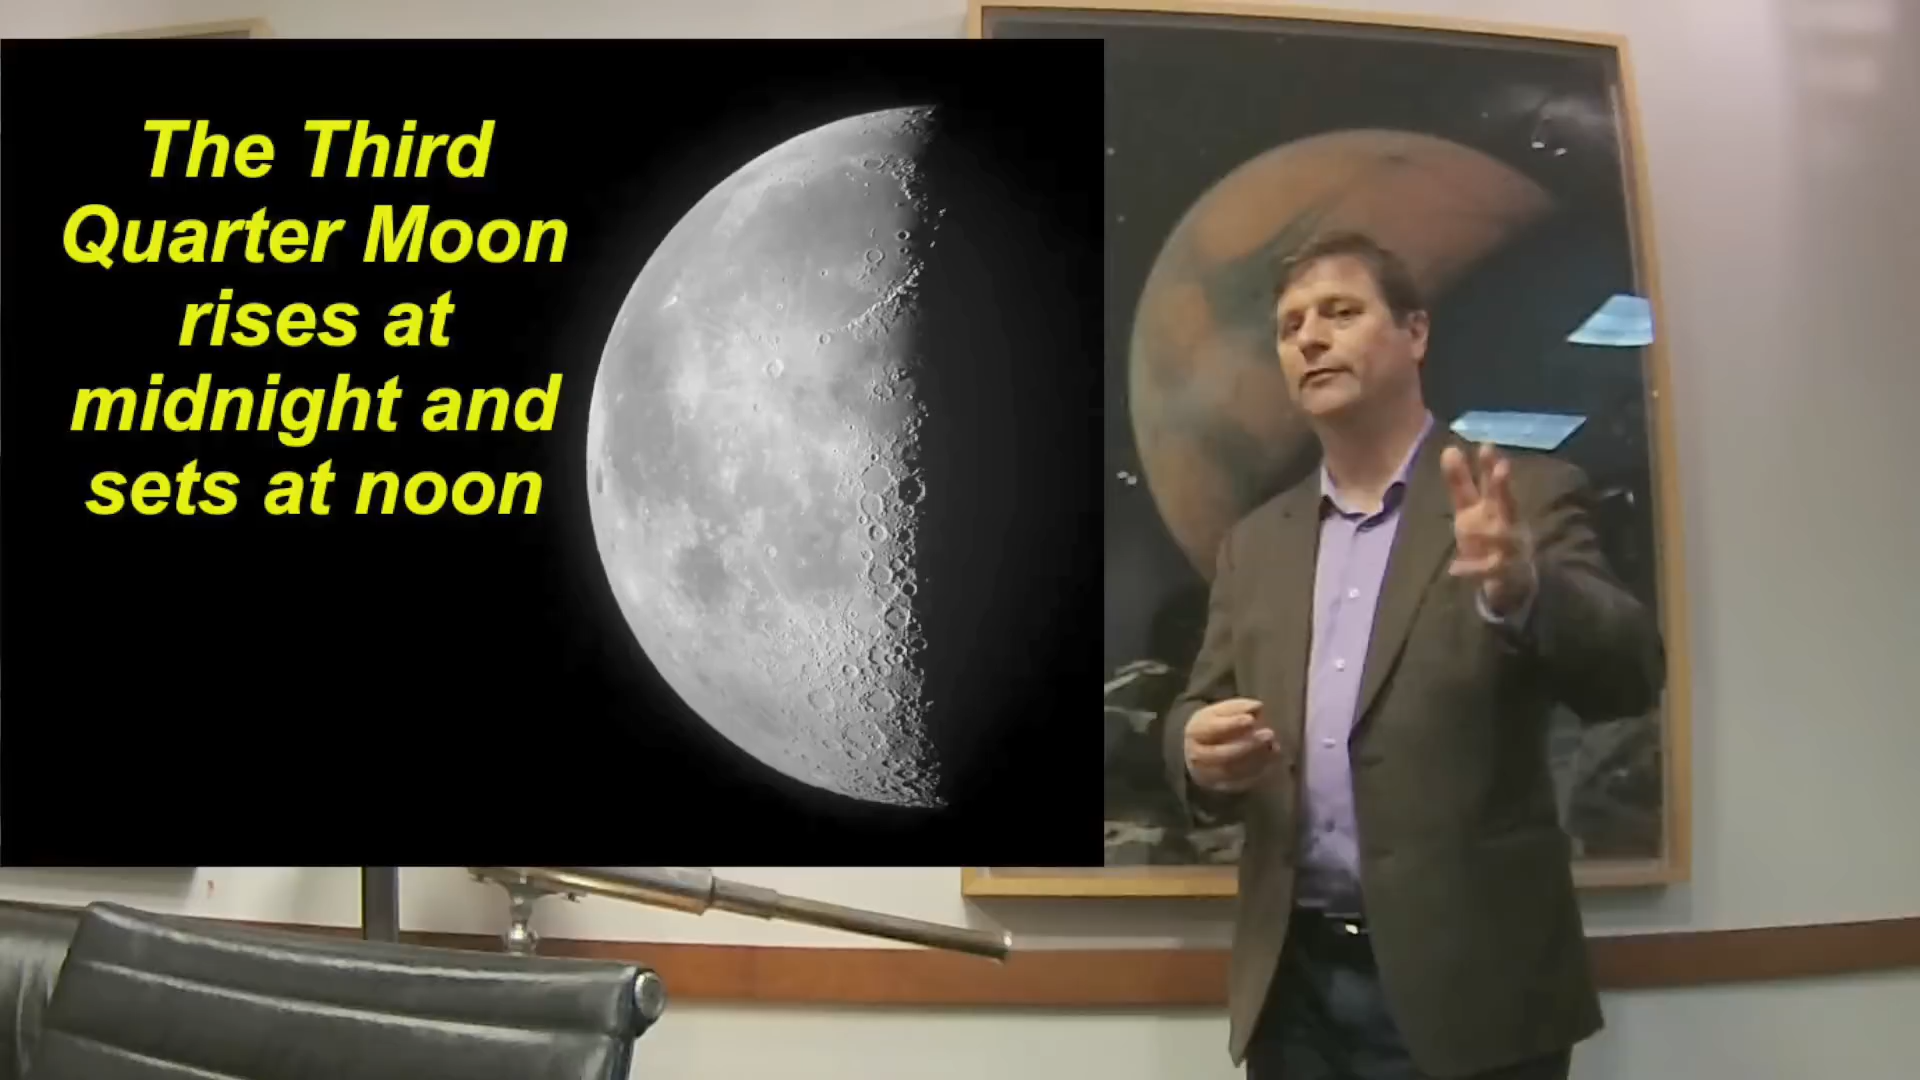 The Third
Quarter Moon
rises at
midnight and
sets at noon